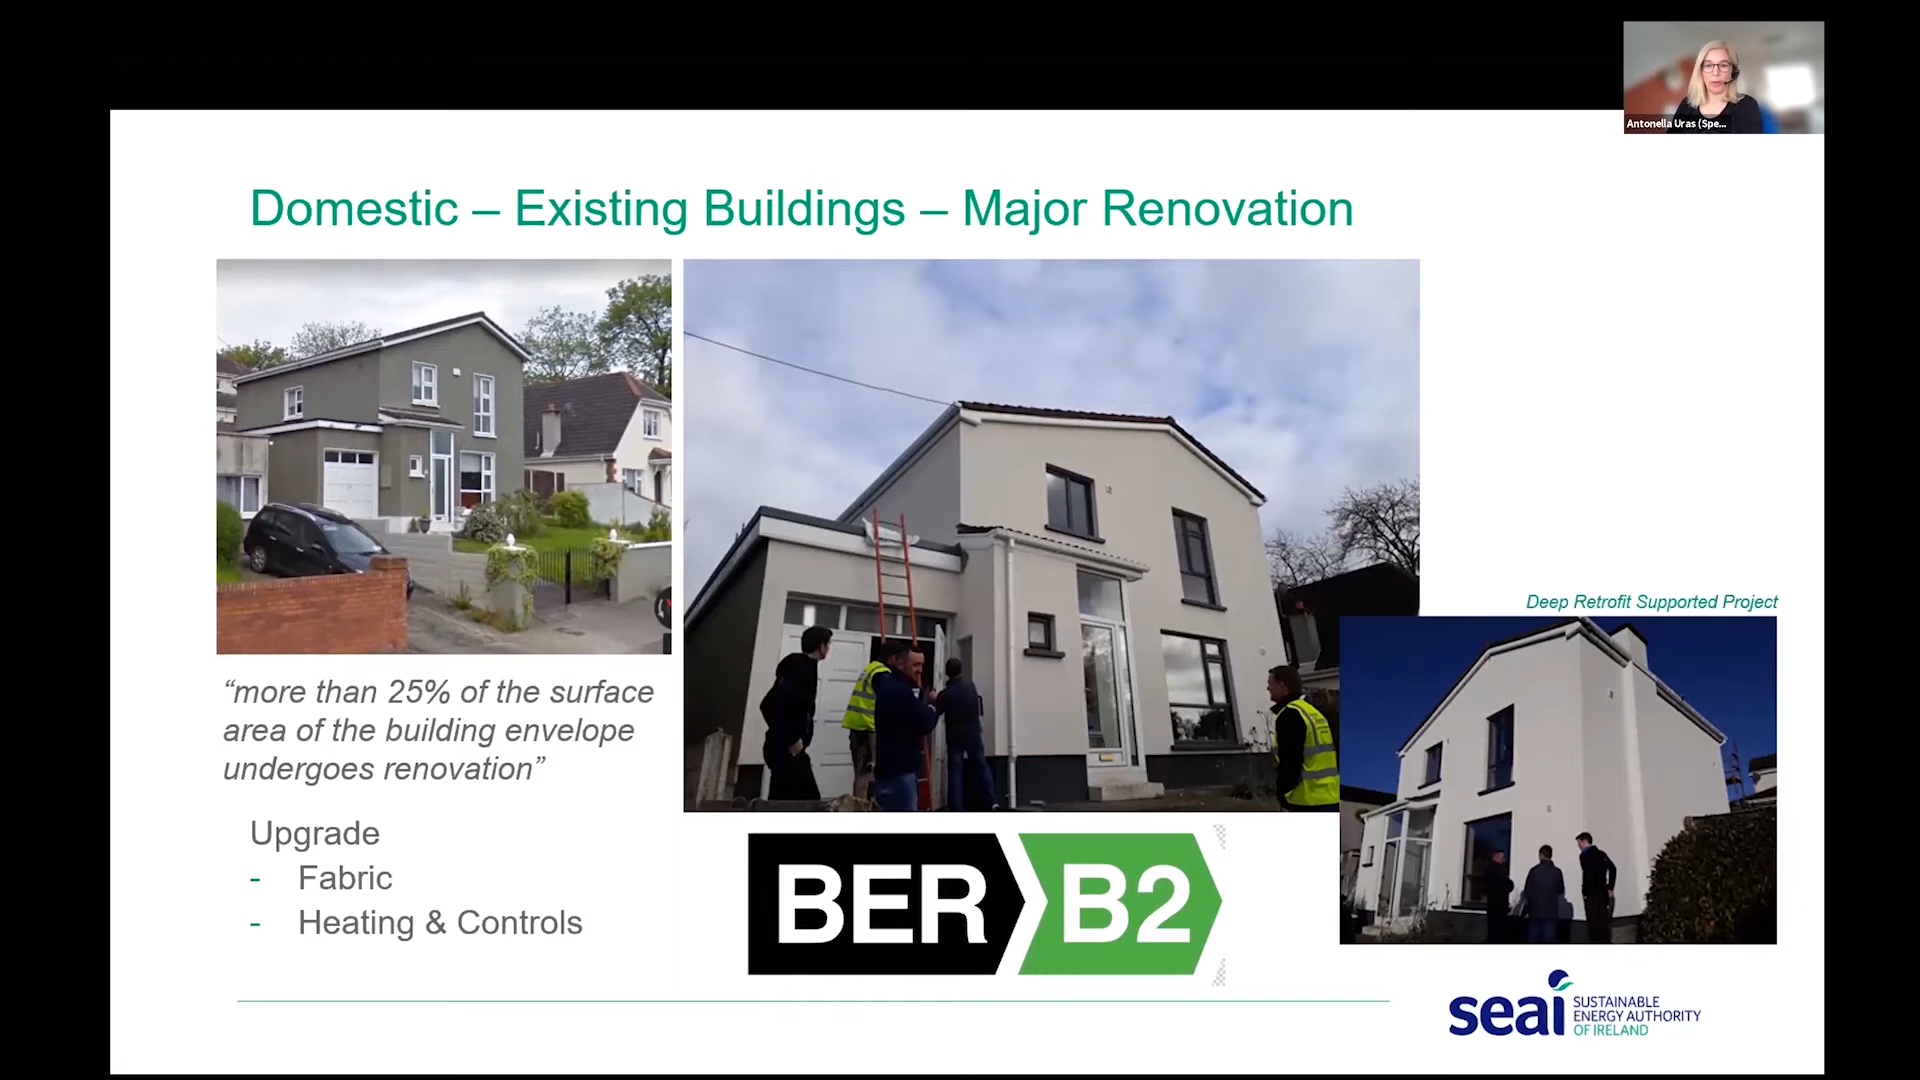 Antonella Uras (Spe...
Domestic – Existing Buildings – Major Renovation
Deep Retrofit Supported Project
“more than 25% of the surface
area of the building envelope
undergoes renovation”
Upgrade
- Fabric
- Heating & Controls
BER B2
seai
SUSTAINABLE
ENERGY AUTHORITY
OF IRELAND